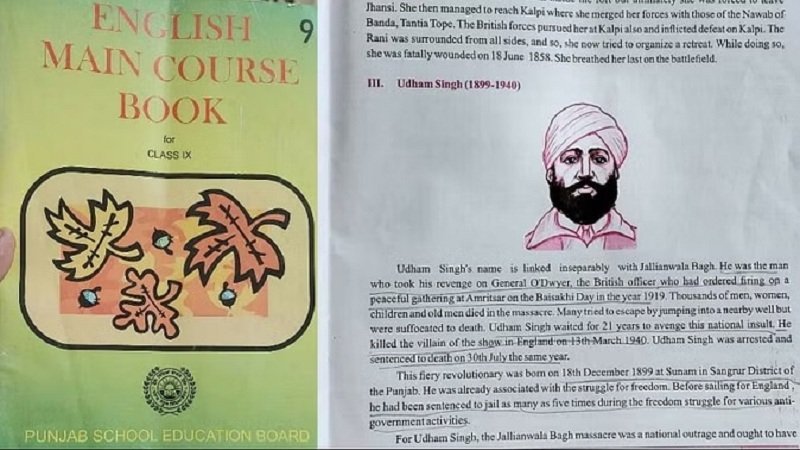 ENGLISH
9
MAIN COURSE
BOOK
for
CLASS IX
PUNJAB SCHOOL EDUCATION BOARD
Jhansi. She then managed to reach Kalpi where she merged her forces with those of the Nawab of
Banda, Tantia Tope. The British forces pursued her at Kalpi also and inflicted defeat on Kalpi. The
Rani was surrounded from all sides, and so, she now tried to organize a retreat. While doing so,
she was fatally wounded on 18 June 1858. She breathed her last on the battlefield.
III. Udham Singh (1899-1940)
Udham Singh's name is linked inseparably with Jallianwala Bagh. He was the man
who took his revenge on General O'Dwyer, the British officer who had ordered firing on a
peaceful gathering at Amritsar on the Baisakhi Day in the year 1919. Thousands of men, women,
children and old men died in the massacre. Many tried to escape by jumping into a nearby well but
were suffocated to death. Udham Singh waited for 21 years to avenge this national insult. He
killed the villain of the show in England on 13th March 1940. Udham Singh was arrested and
sentenced to death on 30th July the same year.
This fiery revolutionary was born on 18th December 1899 at Sunam in Sangrur District of
the Punjab. He was already associated with the struggle for freedom. Before sailing for England,
he had been sentenced to jail as many as five times during the freedom struggle for various anti-
government activities.
For Udham Singh, the Jallianwala Bagh massacre was a national outrage and ought to have